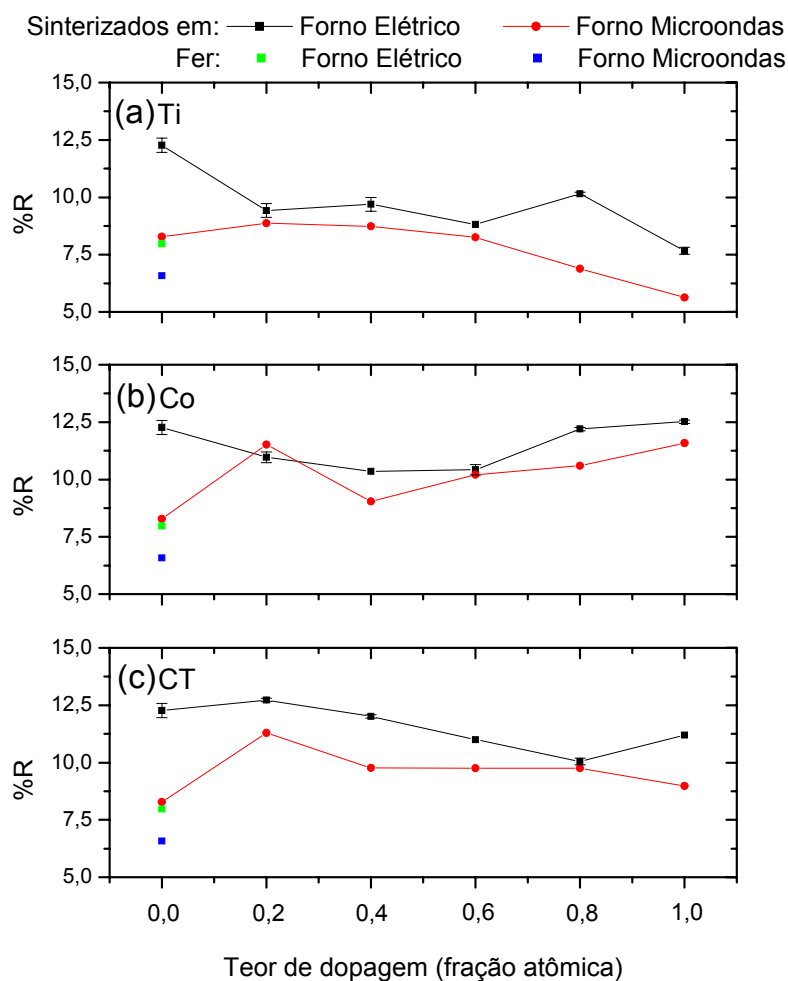 Sinterizados em: Forno Elétrico Forno Microondas
Fer: Forno Elétrico Forno Microondas
15,0
(a) Ti
12,5
10,0
7,5
5,0
%R
15,0
(b) Co
12,5
10,0
7,5
5,0
%R
15,0
(c) CT
12,5
10,0
7,5
5,0
%R
0,0 0,2 0,4 0,6 0,8 1,0
Teor de dopagem (fração atômica)